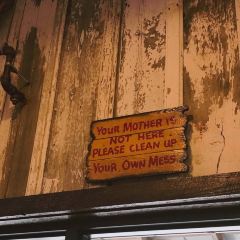 Your Mother is
not here
please clean up
Your Own Mess